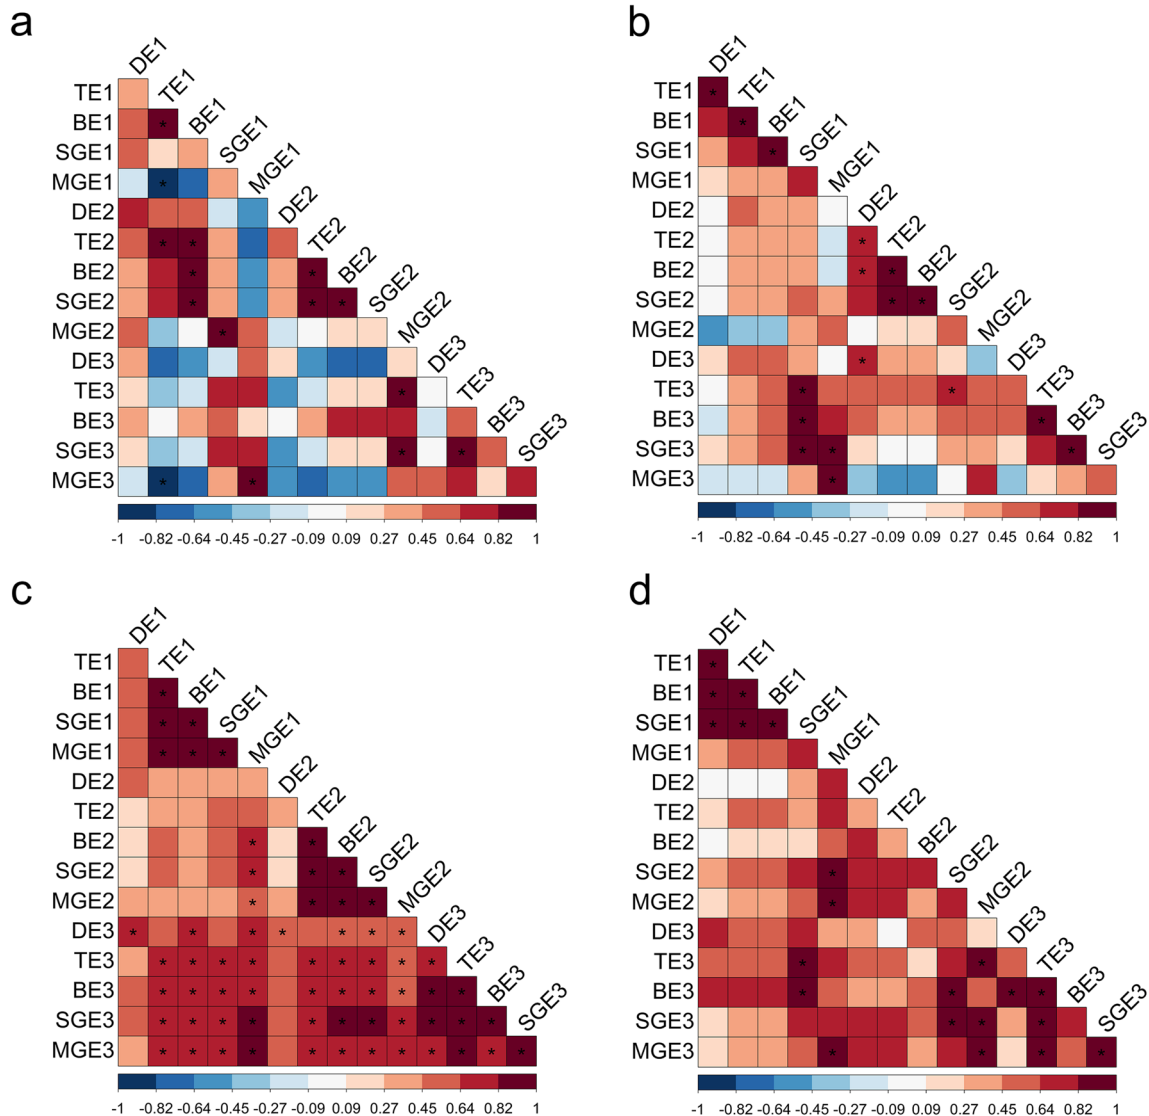 a
DE1
TE1 TE1
BE1 * BE1
SGE1 SGE1
MGE1 * MGE1
DE2 DE2
TE2 * * TE2
BE2 * * BE2
SGE2 * * * SGE2
MGE2 * MGE2
DE3 DE3
TE3 * TE3
BE3 BE3
SGE3 * * SGE3
MGE3 * *
-1 -0.82 -0.64 -0.45 -0.27 -0.09 0.09 0.27 0.45 0.64 0.82 1
b
DE1
TE1 * TE1
BE1 * BE1
SGE1 * SGE1
MGE1 MGE1
DE2 DE2
TE2 * TE2
BE2 * * BE2
SGE2 * * SGE2
MGE2 MGE2
DE3 * DE3
TE3 * * TE3
BE3 * * BE3
SGE3 * * * SGE3
MGE3 *
-1 -0.82 -0.64 -0.45 -0.27 -0.09 0.09 0.27 0.45 0.64 0.82 1
c
DE1
TE1 TE1
BE1 * BE1
SGE1 * * SGE1
MGE1 * * * MGE1
DE2 DE2
TE2 TE2
BE2 * * BE2
SGE2 * * * SGE2
MGE2 * * * * MGE2
DE3 * * * * * * * DE3
TE3 * * * * * * * * * TE3
BE3 * * * * * * * * * * BE3
SGE3 * * * * * * * * * * * SGE3
MGE3 * * * * * * * * * * * *
-1 -0.82 -0.64 -0.45 -0.27 -0.09 0.09 0.27 0.45 0.64 0.82 1
d
DE1
TE1 * TE1
BE1 * * BE1
SGE1 * * * SGE1
MGE1 MGE1
DE2 DE2
TE2 TE2
BE2 BE2
SGE2 * SGE2
MGE2 * MGE2
DE3 DE3
TE3 * * TE3
BE3 * * * * BE3
SGE3 * * * SGE3
MGE3 * * * *
-1 -0.82 -0.64 -0.45 -0.27 -0.09 0.09 0.27 0.45 0.64 0.82 1